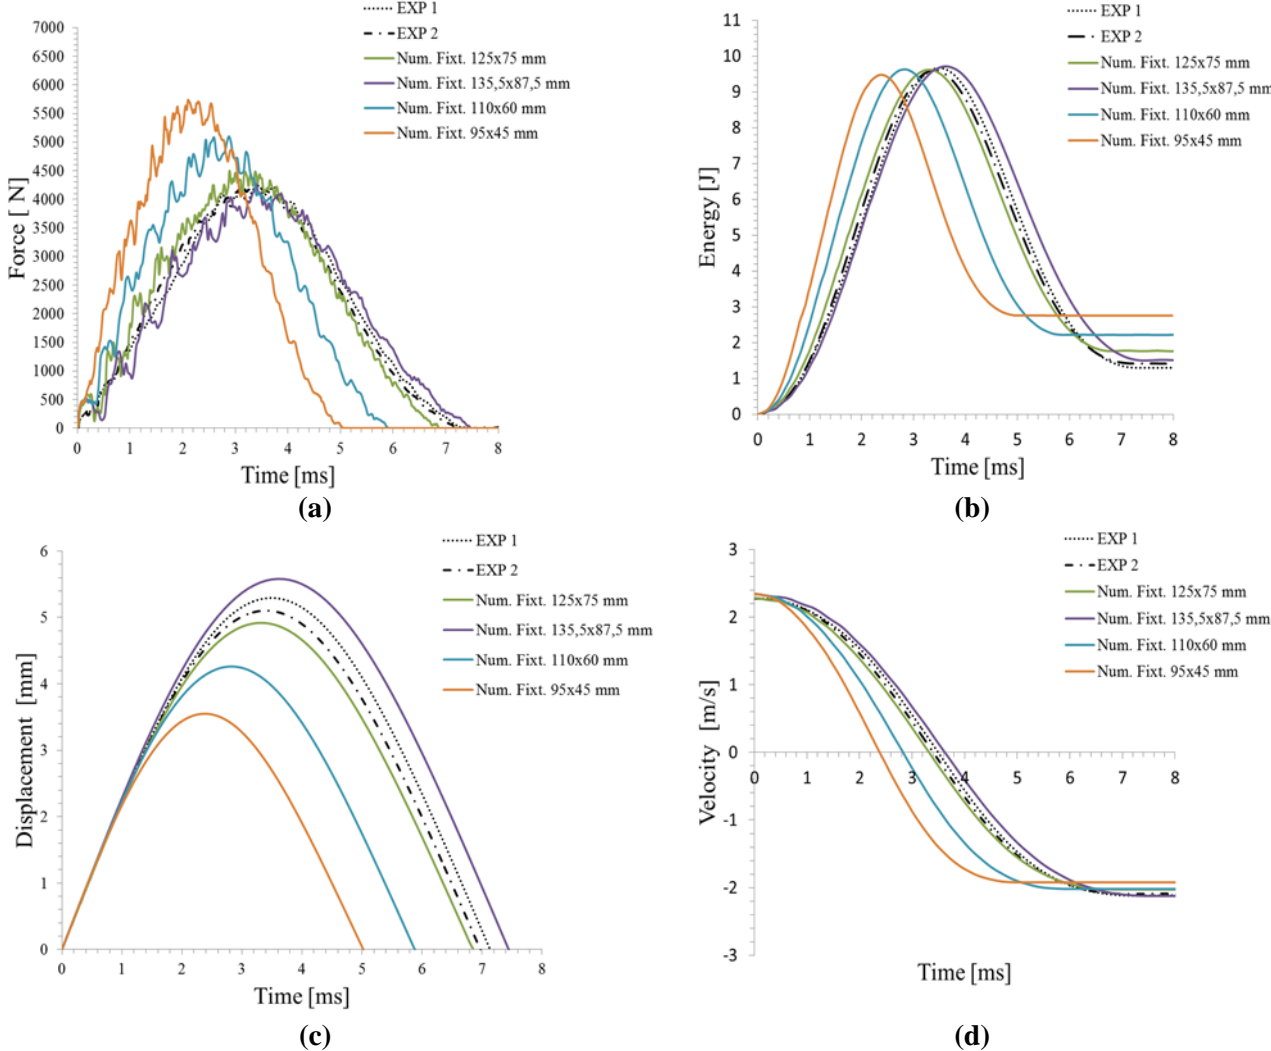 EXP 1
EXP 2
Num. Fixt. 125x75 mm
Num. Fixt. 135,5x87,5 mm
Num. Fixt. 110x60 mm
Num. Fixt. 95x45 mm
7000
6500
6000
5500
5000
4500
4000
3500
3000
2500
2000
1500
1000
500
0
Force [ N]
0 1 2 3 4 5 6 7 8
Time [ms]
(a)
EXP 1
EXP 2
Num. Fixt. 125x75 mm
Num. Fixt. 135,5x87,5 mm
Num. Fixt. 110x60 mm
Num. Fixt. 95x45 mm
11
10
9
8
7
6
5
4
3
2
1
0
Energy [J]
0 1 2 3 4 5 6 7 8
Time [ms]
(b)
EXP 1
EXP 2
Num. Fixt. 125x75 mm
Num. Fixt. 135,5x87,5 mm
Num. Fixt. 110x60 mm
Num. Fixt. 95x45 mm
6
5
4
3
2
1
0
Displacement [mm]
0 1 2 3 4 5 6 7 8
Time [ms]
(c)
EXP 1
EXP 2
Num. Fixt. 125x75 mm
Num. Fixt. 135,5x87,5 mm
Num. Fixt. 110x60 mm
Num. Fixt. 95x45 mm
3
2
1
0
-1
-2
-3
Velocity [m/s]
0 1 2 3 4 5 6 7 8
Time [ms]
(d)